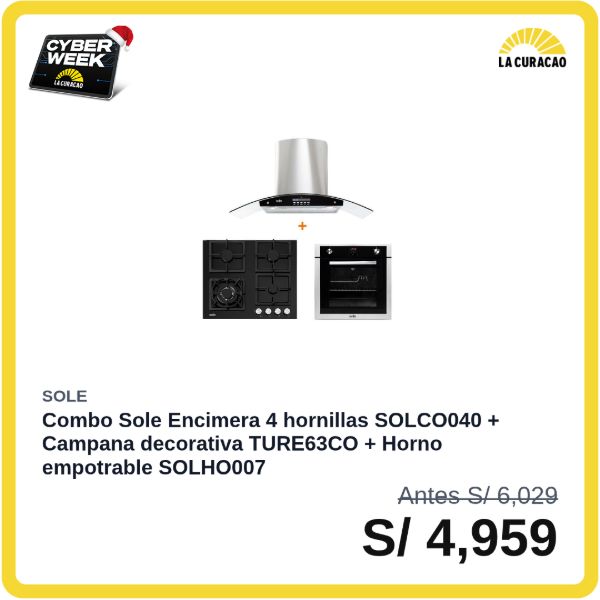 CYBER
WEEK
LA CURACAO
LA CURACAO
SOLE
Combo Sole Encimera 4 hornillas SOLCO040 +
Campana decorativa TURE63CO + Horno
empotrable SOLHO007
Antes S/ 6,029
S/ 4,959